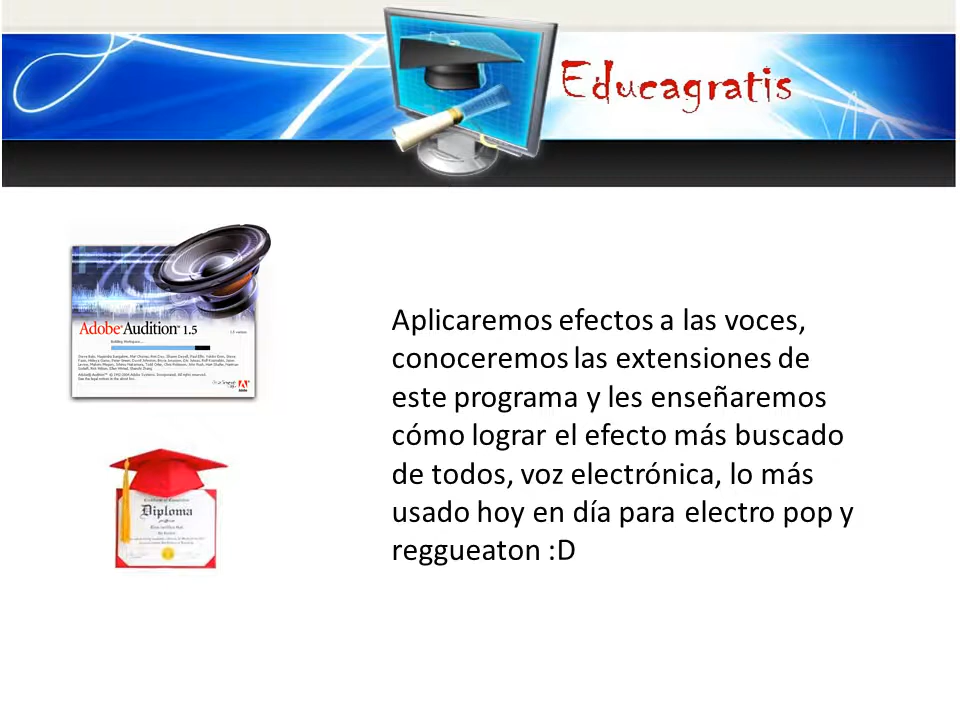 Educagratis
Adobe Audition 1.5
Aplicaremos efectos a las voces,
conoceremos las extensiones de
este programa y les enseñaremos
cómo lograr el efecto más buscado
de todos, voz electrónica, lo más
usado hoy en día para electro pop y
reggueaton :D
Diploma